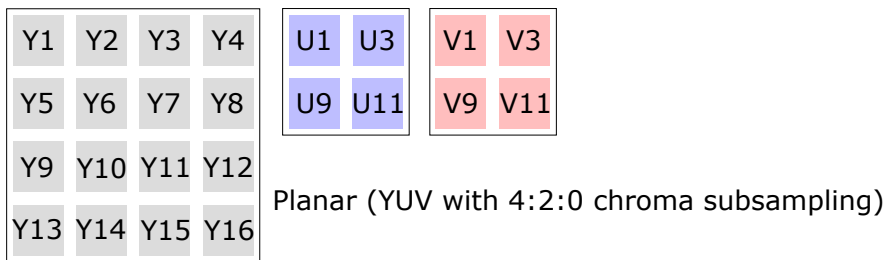 Y1 Y2 Y3 Y4 U1 U3 V1 V3
Y5 Y6 Y7 Y8 U9 U11 V9 V11
Y9 Y10 Y11 Y12
Planar (YUV with 4:2:0 chroma subsampling)
Y13 Y14 Y15 Y16